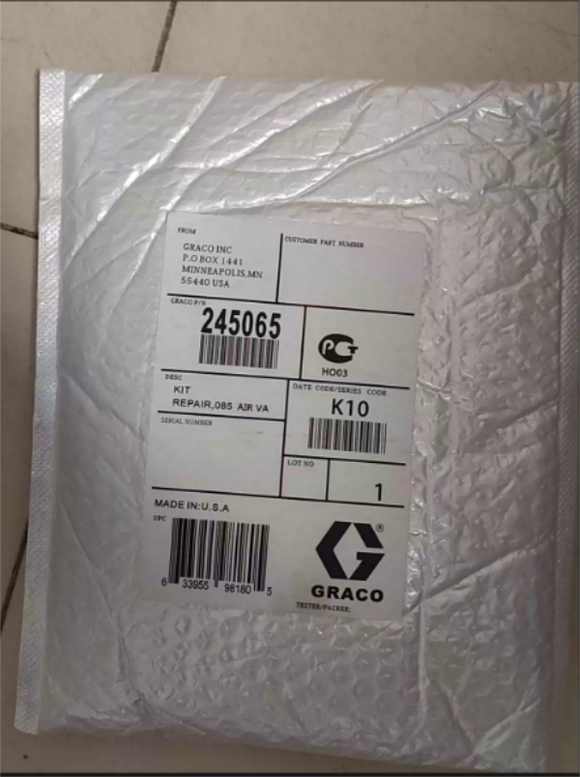 FROM
GRACO INC
P.O BOX 1441
MINNEAPOLIS,MN
55440 USA
CUSTOMER PART NUMBER
GRACO P/N
245065
PCT
HO03
DESC
KIT
REPAIR,085 AIR VA
DATE CODE/SERIES CODE
K10
SERIAL NUMBER
LOT NO
1
MADE IN:U.S.A
UPC
6 33955 98180 5
®
GRACO
TESTER/PACKER.